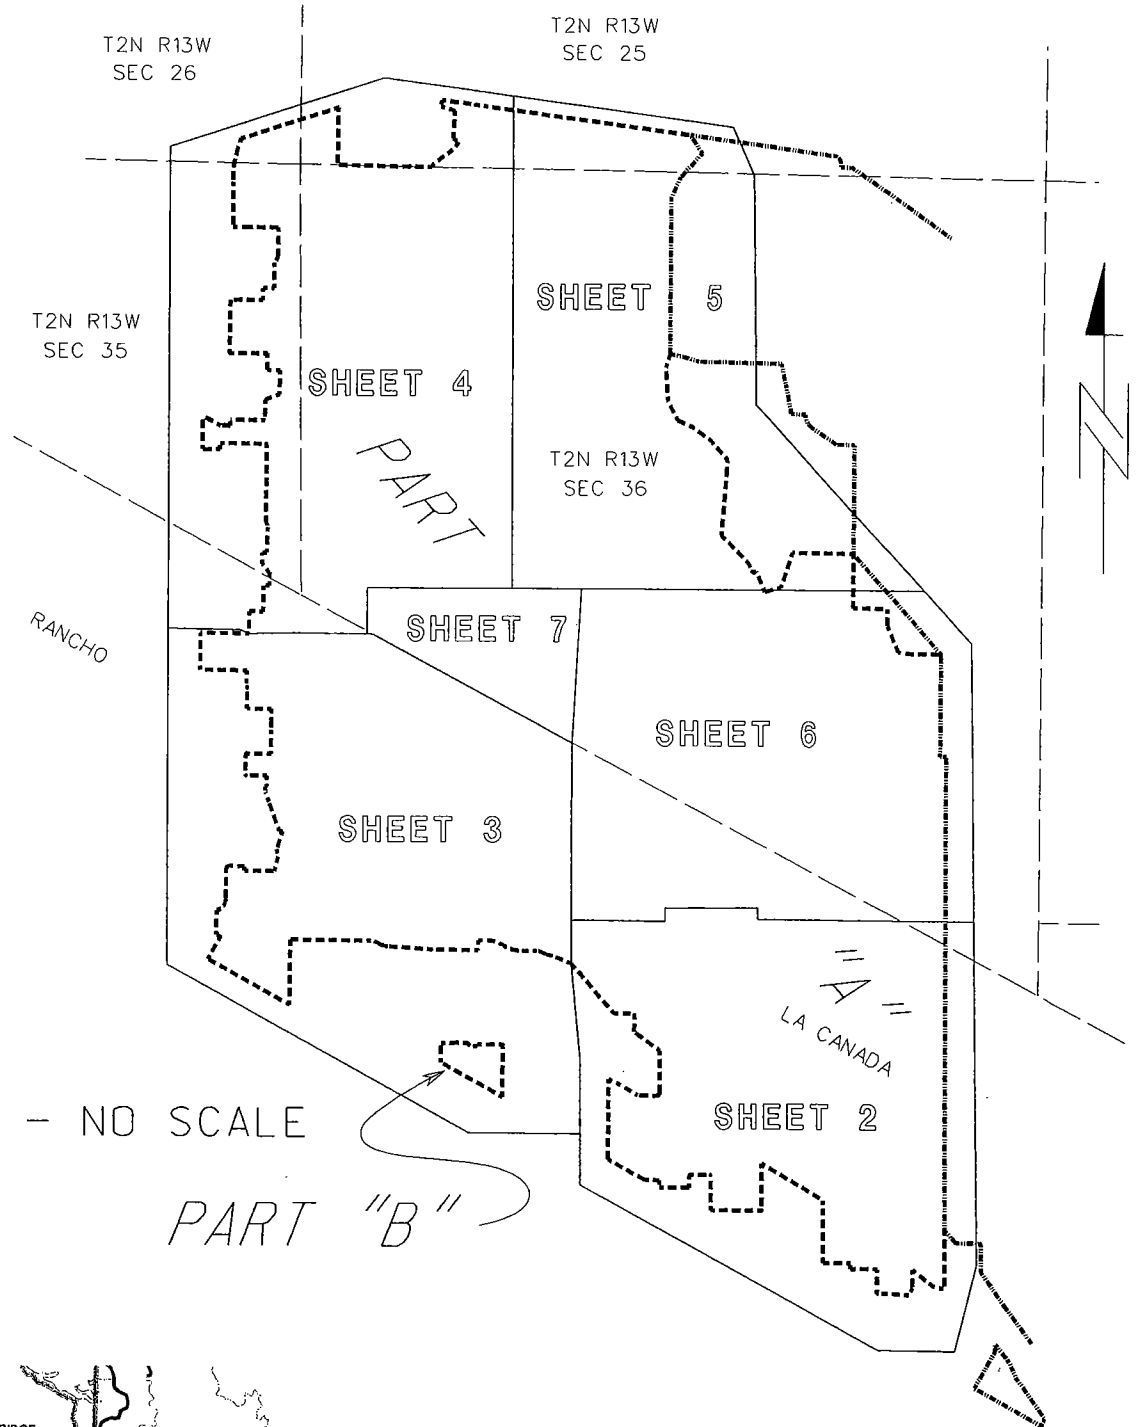 T2N R13W
SEC 26
T2N R13W
SEC 25
SHEET 5
T2N R13W
SEC 35
SHEET 4
N
PART
T2N R13W
SEC 36
RANCHO
SHEET 7
SHEET 6
SHEET 3
"A"
LA CANADA
- NO SCALE
SHEET 2
PART "B"